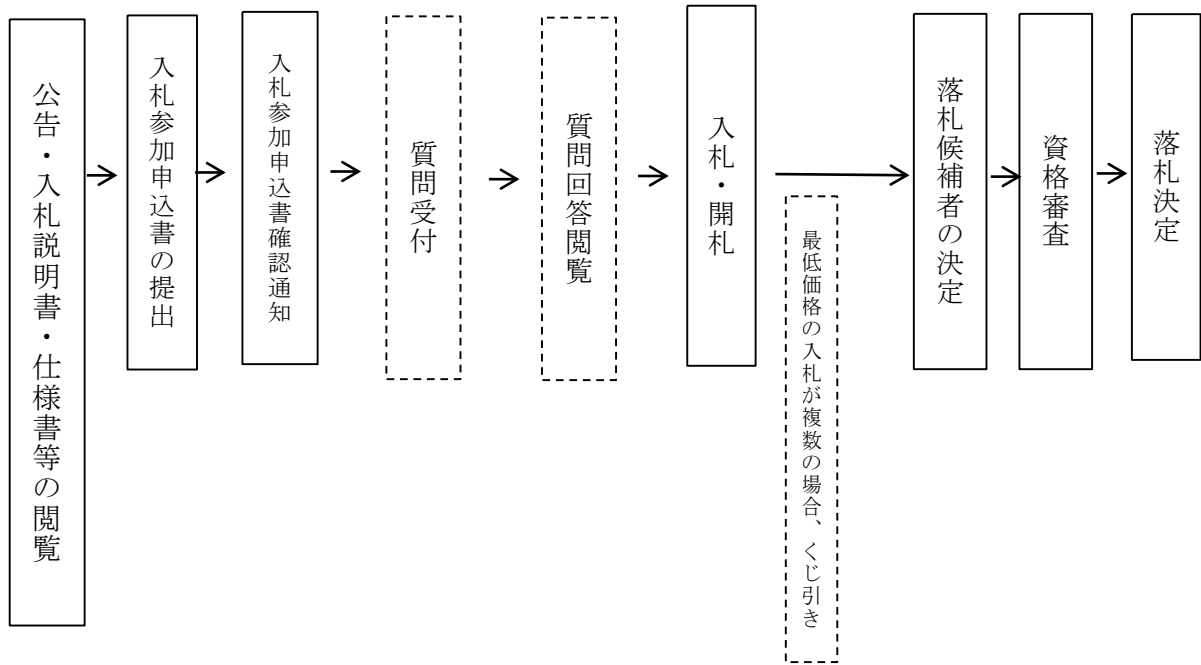 公告・入札説明書・仕様書等の閲覧
入札参加申込書の提出
入札参加申込書確認通知
質問受付
質問回答閲覧
入札・開札
最低価格の入札が複数の場合、くじ引き
落札候補者の決定
資格審査
落札決定